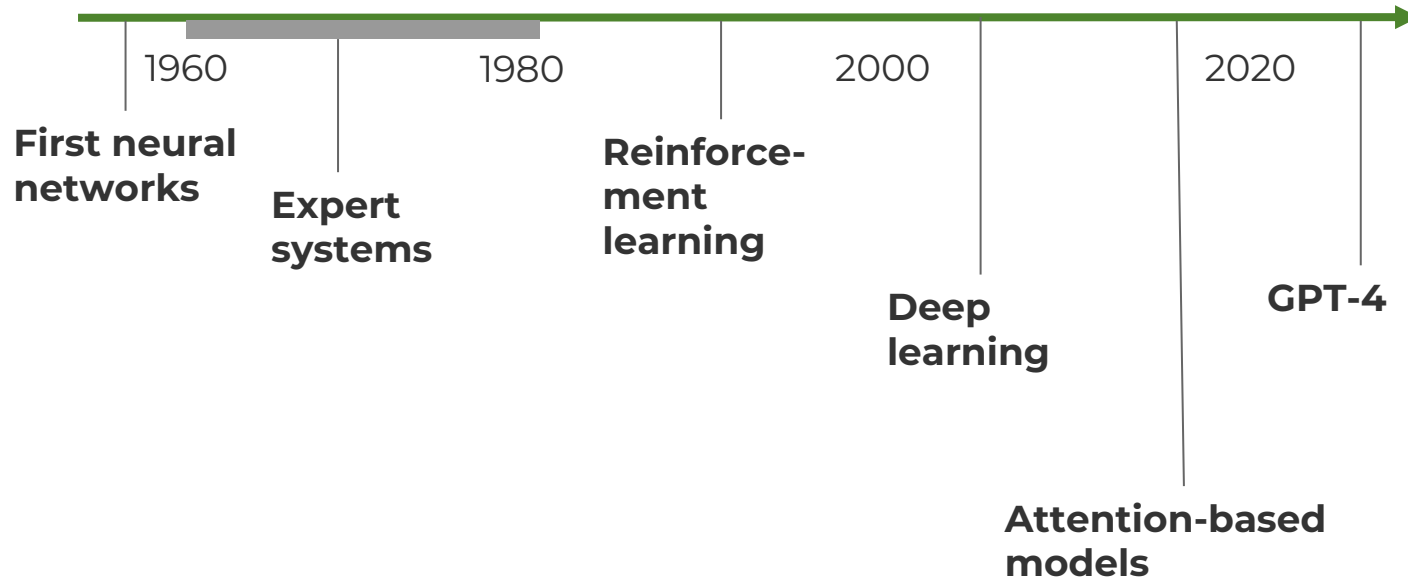 1960
1980
2000
2020
First neural
networks
Expert
systems
Reinforce-
ment
learning
Deep
learning
GPT-4
Attention-based
models